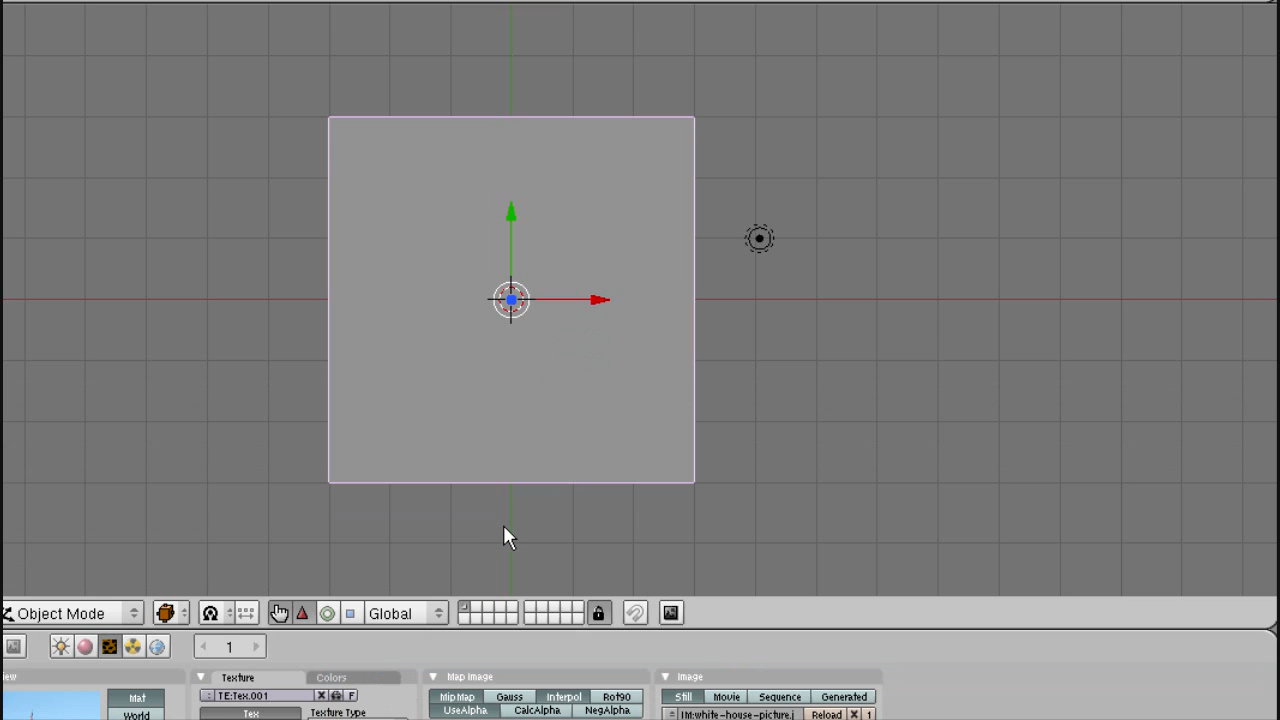 Object Mode Global
1
ew Texture Colors Map Image Image
Mat TE:Tex.001 F MipMap Gauss Interpol Rot90 Still Movie Sequence Generated
World Tex Texture Type UseAlpha CalcAlpha NegAlpha IM:white-house-picture.j Reload 1